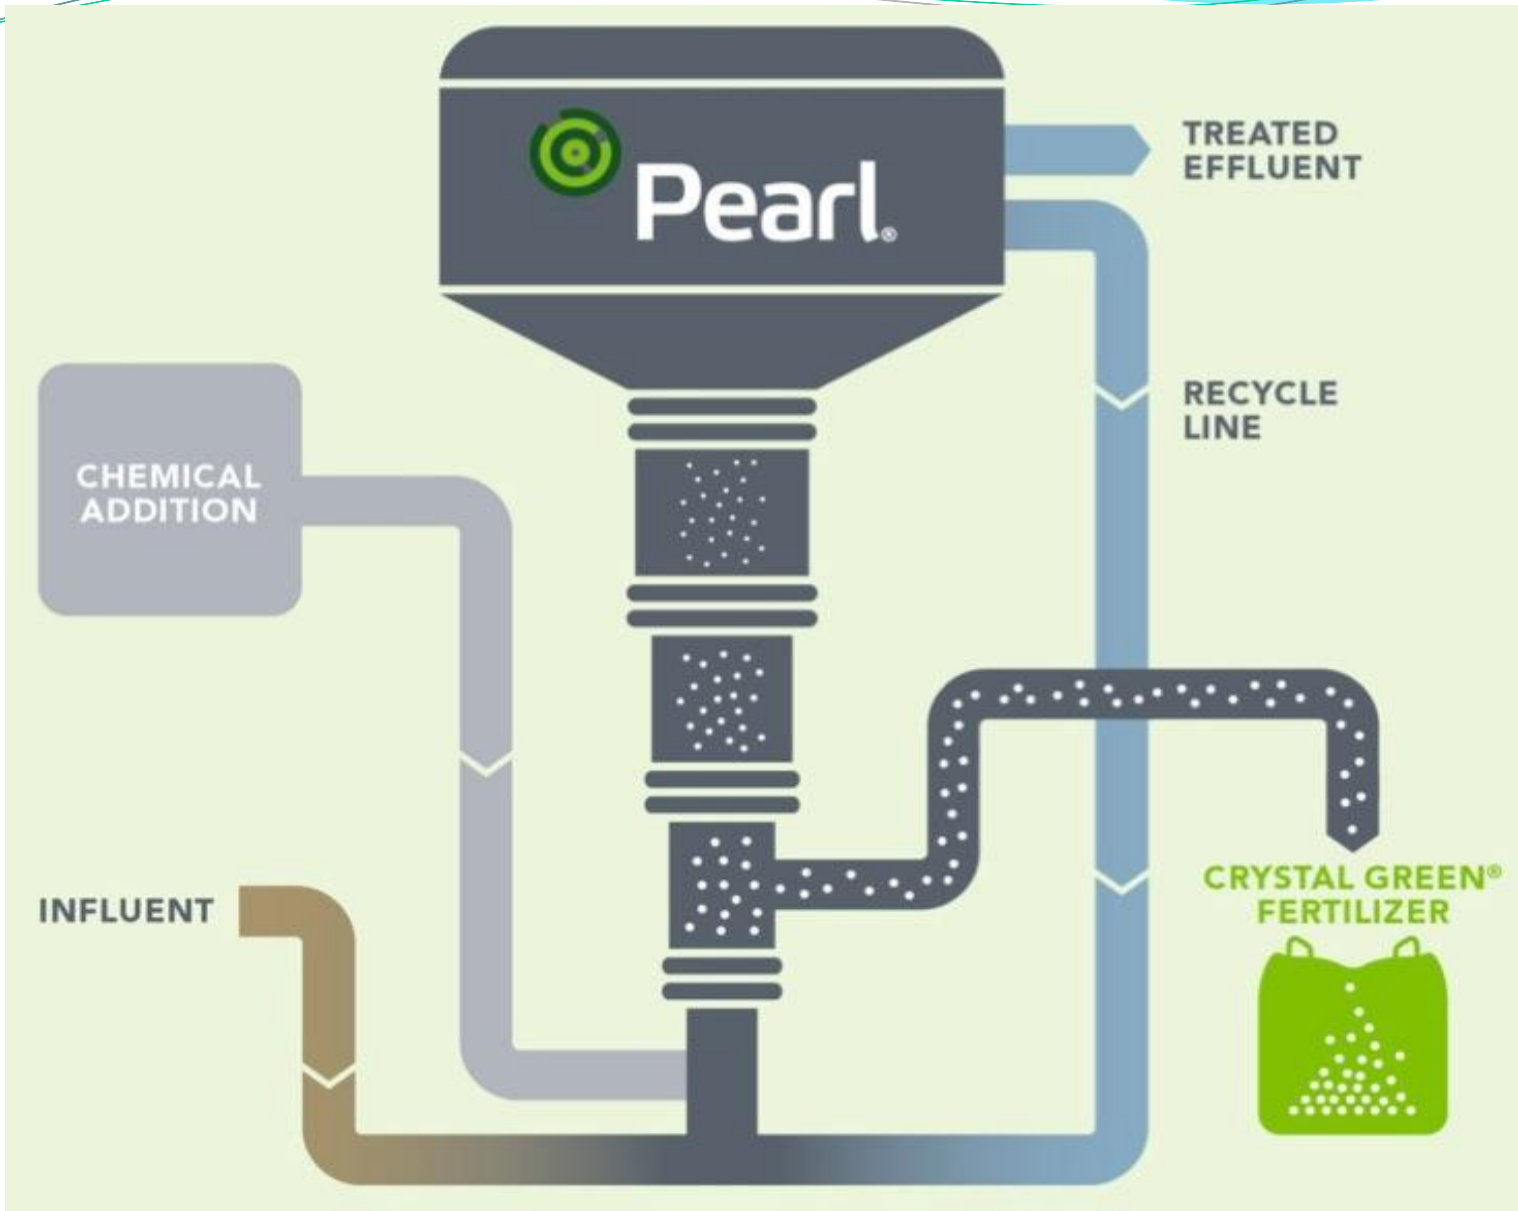 Pearl®
TREATED
EFFLUENT
RECYCLE
LINE
CHEMICAL
ADDITION
INFLUENT
CRYSTAL GREEN®
FERTILIZER